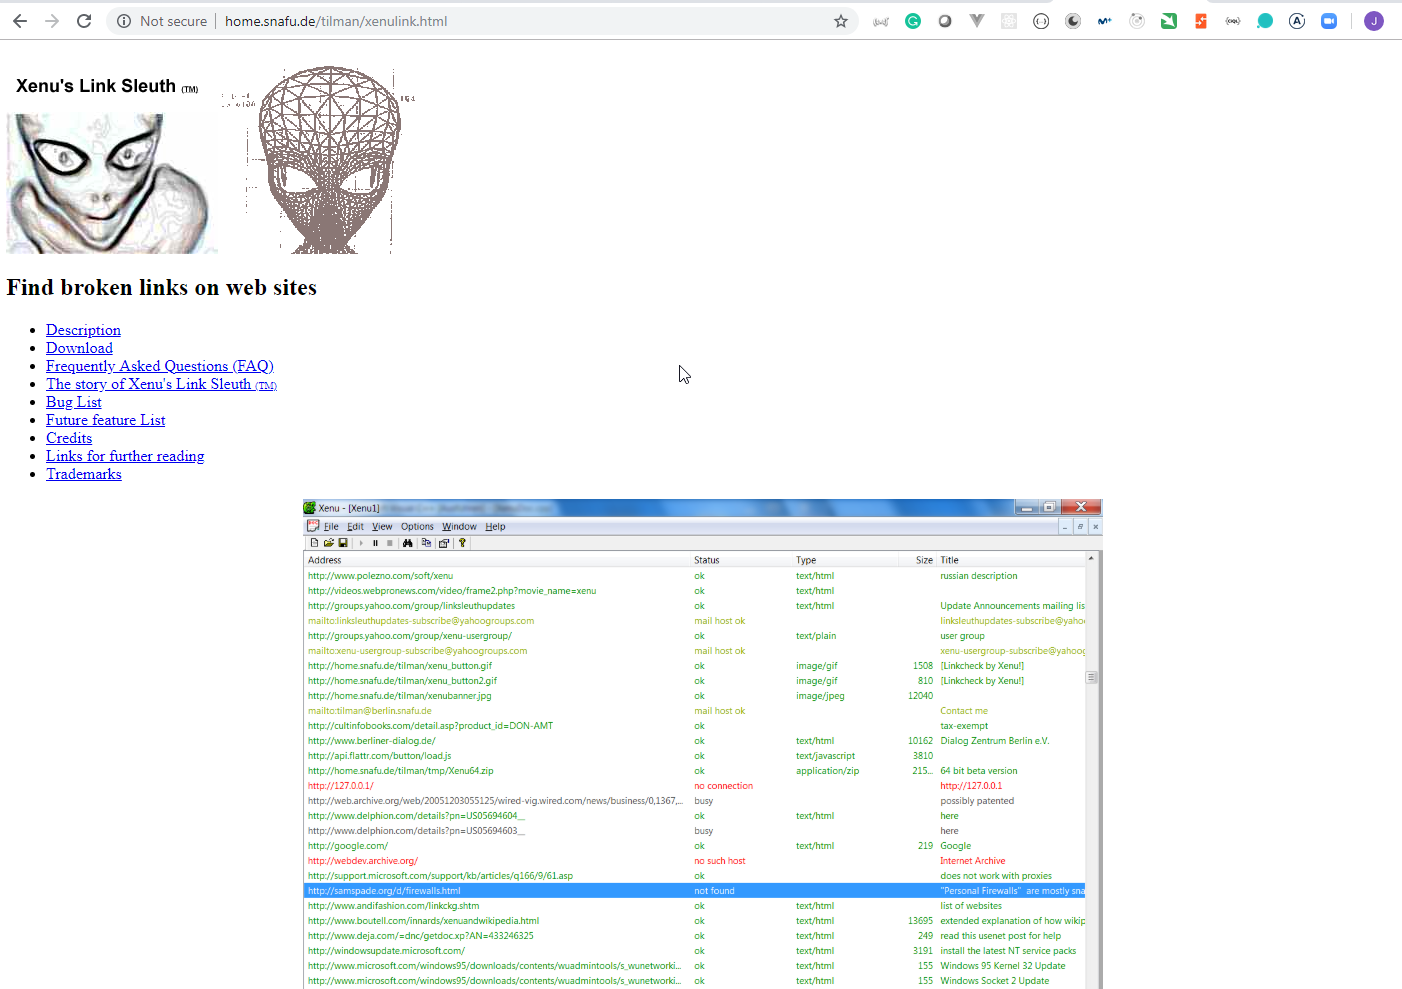 Not secure | home.snafu.de/tilman/xenulink.html
J
Xenu's Link Sleuth (TM)
Find broken links on web sites
Description
Download
Frequently Asked Questions (FAQ)
The story of Xenu's Link Sleuth (TM)
Bug List
Future feature List
Credits
Links for further reading
Trademarks
Xenu - [Xenu1]
File Edit View Options Window Help
Address Status Type Size Title
http://www.polezno.com/soft/xenu ok text/html russian description
http://videos.webpronews.com/video/frame2.php?movie_name=xenu ok text/html
http://groups.yahoo.com/group/linksleuthupdates ok text/html Update Announcements mailing lis
mailto:linksleuthupdates-subscribe@yahoogroups.com mail host ok linksleuthupdates-subscribe@yaho
http://groups.yahoo.com/group/xenu-usergroup/ ok text/plain user group
mailto:xenu-usergroup-subscribe@yahoogroups.com mail host ok xenu-usergroup-subscribe@yahoog
http://home.snafu.de/tilman/xenu_button.gif ok image/gif 1508 [Linkcheck by Xenu!]
http://home.snafu.de/tilman/xenu_button2.gif ok image/gif 810 [Linkcheck by Xenu!]
http://home.snafu.de/tilman/xenubanner.jpg ok image/jpeg 12040
mailto:tilman@berlin.snafu.de mail host ok Contact me
http://cultinfobooks.com/detail.asp?product_id=DON-AMT ok tax-exempt
http://www.berliner-dialog.de/ ok text/html 10162 Dialog Zentrum Berlin e.V.
http://api.flattr.com/button/load.js ok text/javascript 3810
http://home.snafu.de/tilman/tmp/Xenu64.zip ok application/zip 215... 64 bit beta version
http://127.0.0.1/ no connection http://127.0.0.1
http://web.archive.org/web/20051203055125/wired-vig.wired.com/news/business/0,1367,... busy possibly patented
http://www.delphion.com/details?pn=US05694604__ ok text/html here
http://www.delphion.com/details?pn=US05694603__ busy here
http://google.com/ ok text/html 219 Google
http://webdev.archive.org/ no such host Internet Archive
http://support.microsoft.com/support/kb/articles/q166/9/61.asp ok does not work with proxies
http://samspade.org/d/firewalls.html not found "Personal Firewalls" are mostly sna
http://www.andifashion.com/linkckg.shtm ok text/html list of websites
http://www.boutell.com/innards/xenuandwikipedia.html ok text/html 13695 extended explanation of how wikip
http://www.deja.com/=dnc/getdoc.xp?AN=433246325 ok text/html 249 read this usenet post for help
http://windowsupdate.microsoft.com/ ok text/html 3191 install the latest NT service packs
http://www.microsoft.com/windows95/downloads/contents/wuadmintools/s_wunetworki... ok text/html 155 Windows 95 Kernel 32 Update
http://www.microsoft.com/windows95/downloads/contents/wuadmintools/s_wunetworki... ok text/html 155 Windows Socket 2 Update